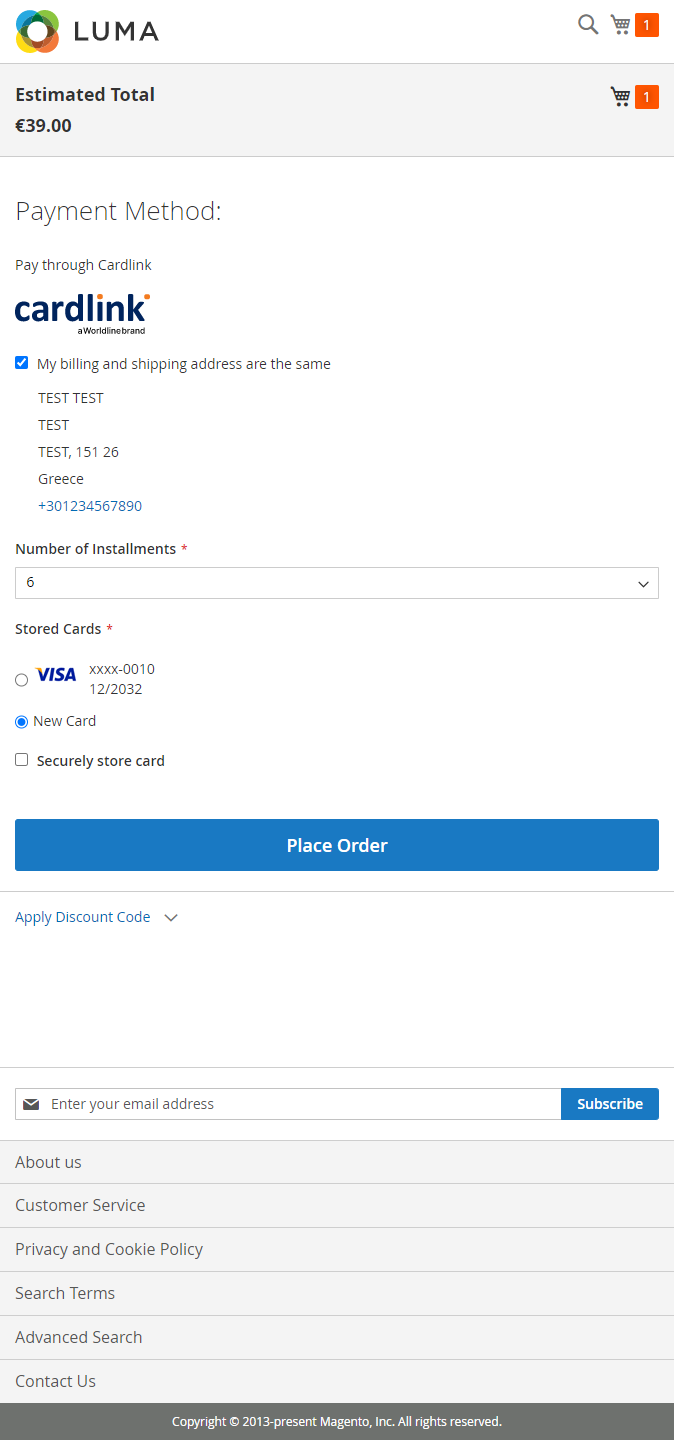 LUMA
1
Estimated Total
1
€39.00
Payment Method:
Pay through Cardlink
cardlink
a Worldline brand
My billing and shipping address are the same
TEST TEST
TEST
TEST, 151 26
Greece
+301234567890
Number of Installments *
6
Stored Cards *
VISA
xxxx-0010
12/2032
New Card
Securely store card
Place Order
Apply Discount Code
Enter your email address
Subscribe
About us
Customer Service
Privacy and Cookie Policy
Search Terms
Advanced Search
Contact Us
Copyright © 2013-present Magento, Inc. All rights reserved.